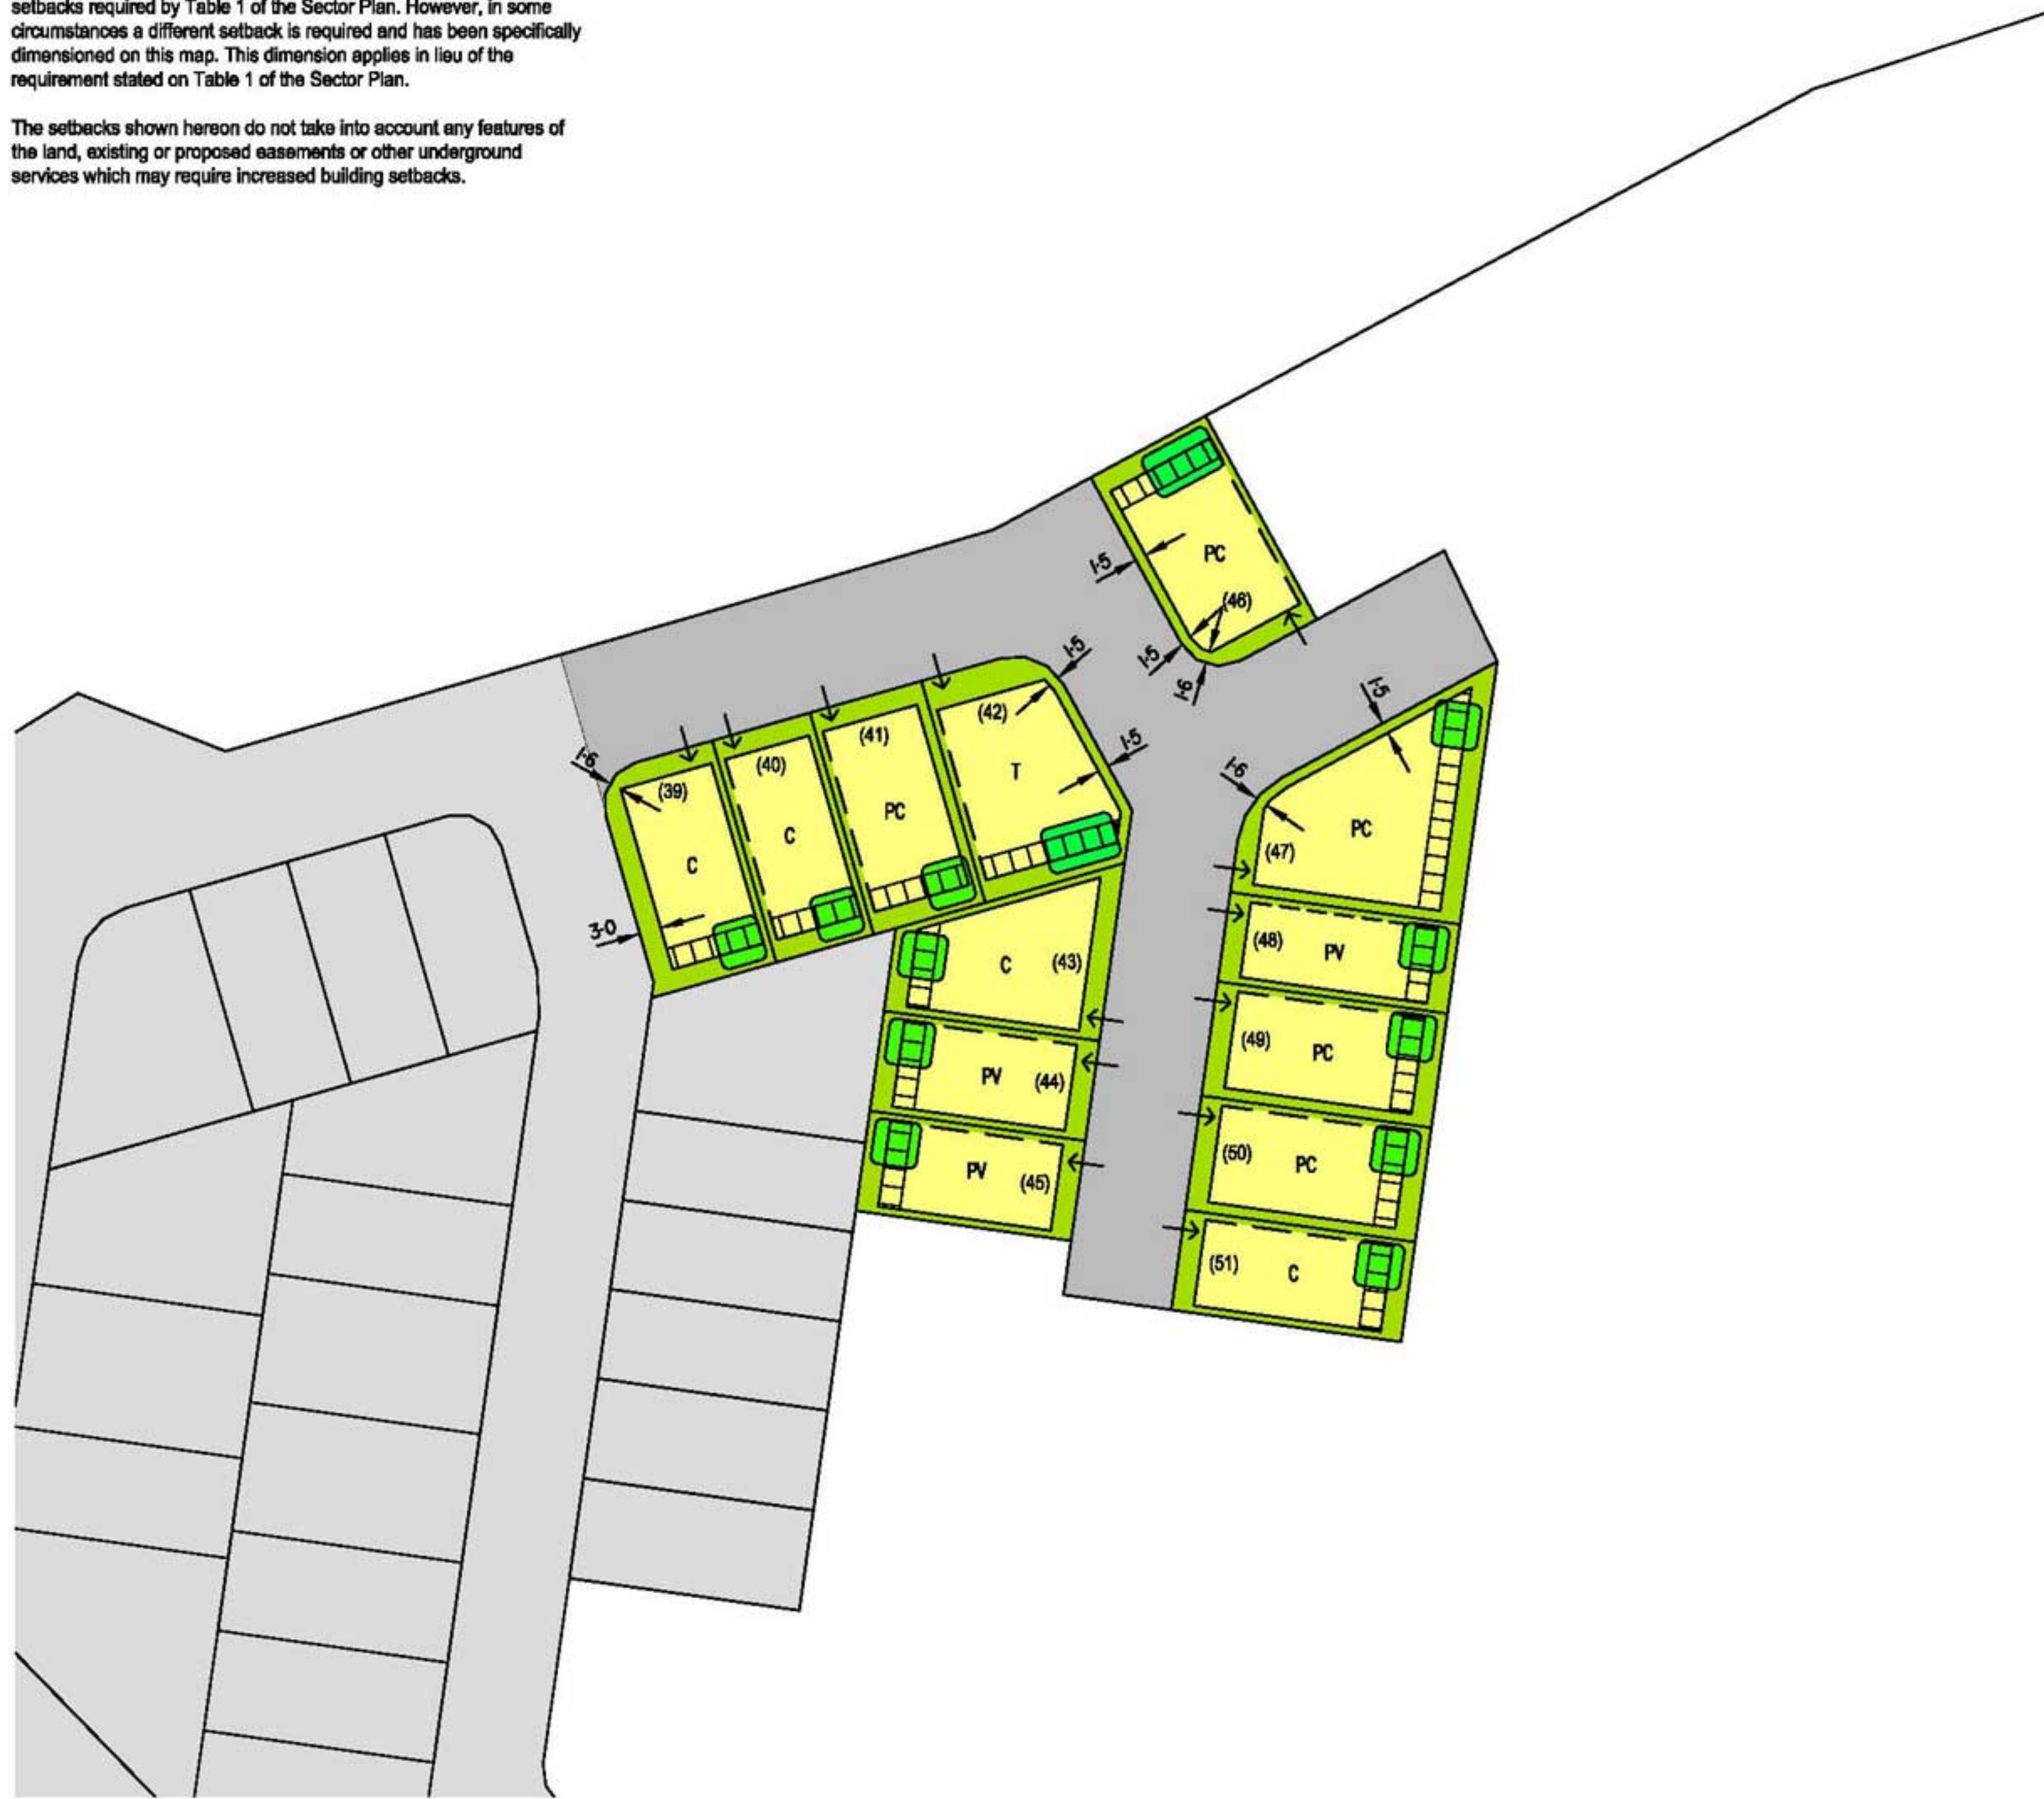 setbacks required by Table 1 of the Sector Plan. However, in some
circumstances a different setback is required and has been specifically
dimensioned on this map. This dimension applies in lieu of the
requirement stated on Table 1 of the Sector Plan.
The setbacks shown hereon do not take into account any features of
the land, existing or proposed easements or other underground
services which may require increased building setbacks.
PC
1·5
(46)
1·5
1·6
1·5
1·5
(42)
T
1·5
(41)
PC
(40)
C
1·6
(39)
C
3·0
1·6
PC
(47)
C (43)
(48) PV
PV (44)
(49) PC
PV (45)
(50) PC
(51) C